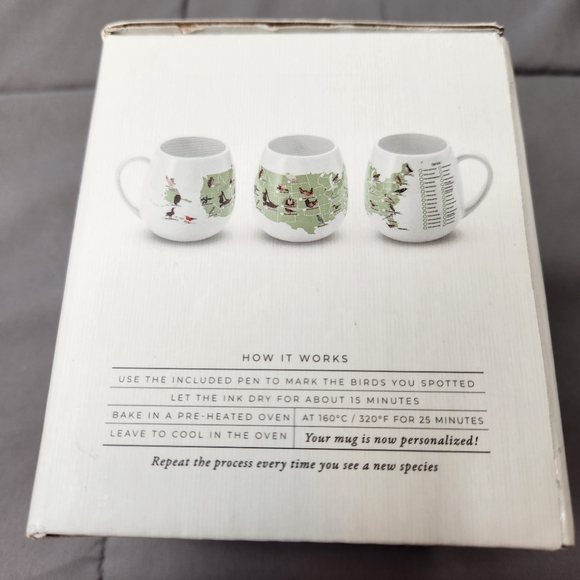 HOW IT WORKS
USE THE INCLUDED PEN TO MARK THE BIRDS YOU SPOTTED
LET THE INK DRY FOR ABOUT 15 MINUTES
BAKE IN A PRE-HEATED OVEN AT 160°C / 320°F FOR 25 MINUTES
LEAVE TO COOL IN THE OVEN Your mug is now personalized!
Repeat the process every time you see a new species